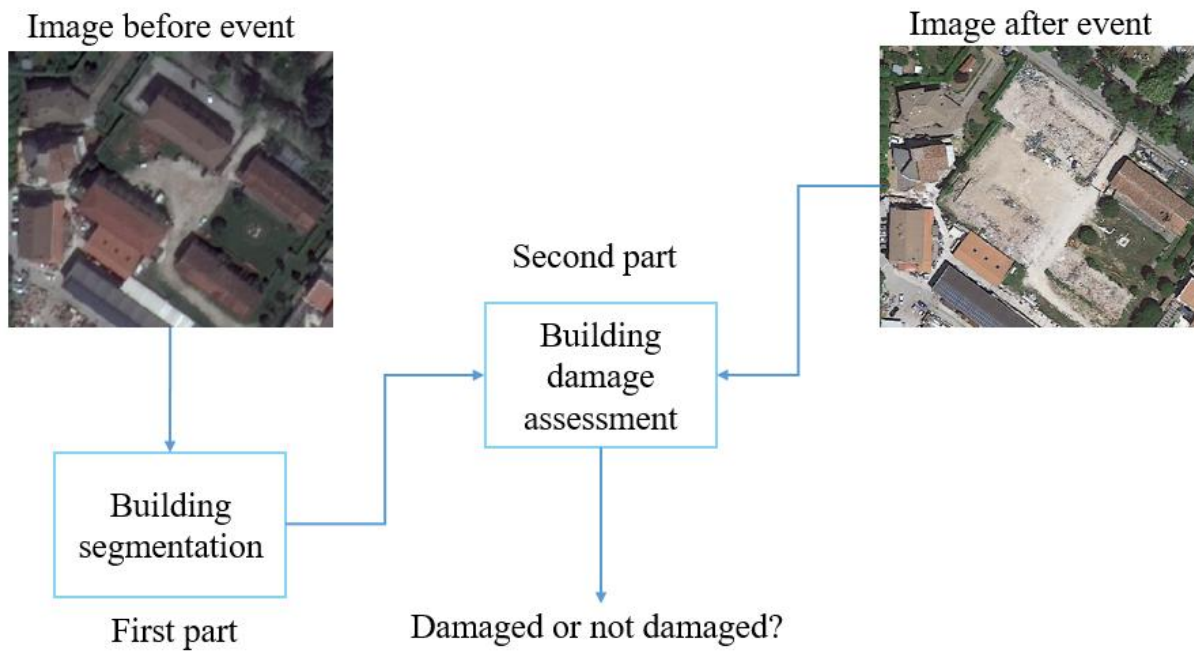 Image before event
Image after event
Second part
Building
damage
assessment
Building
segmentation
First part
Damaged or not damaged?